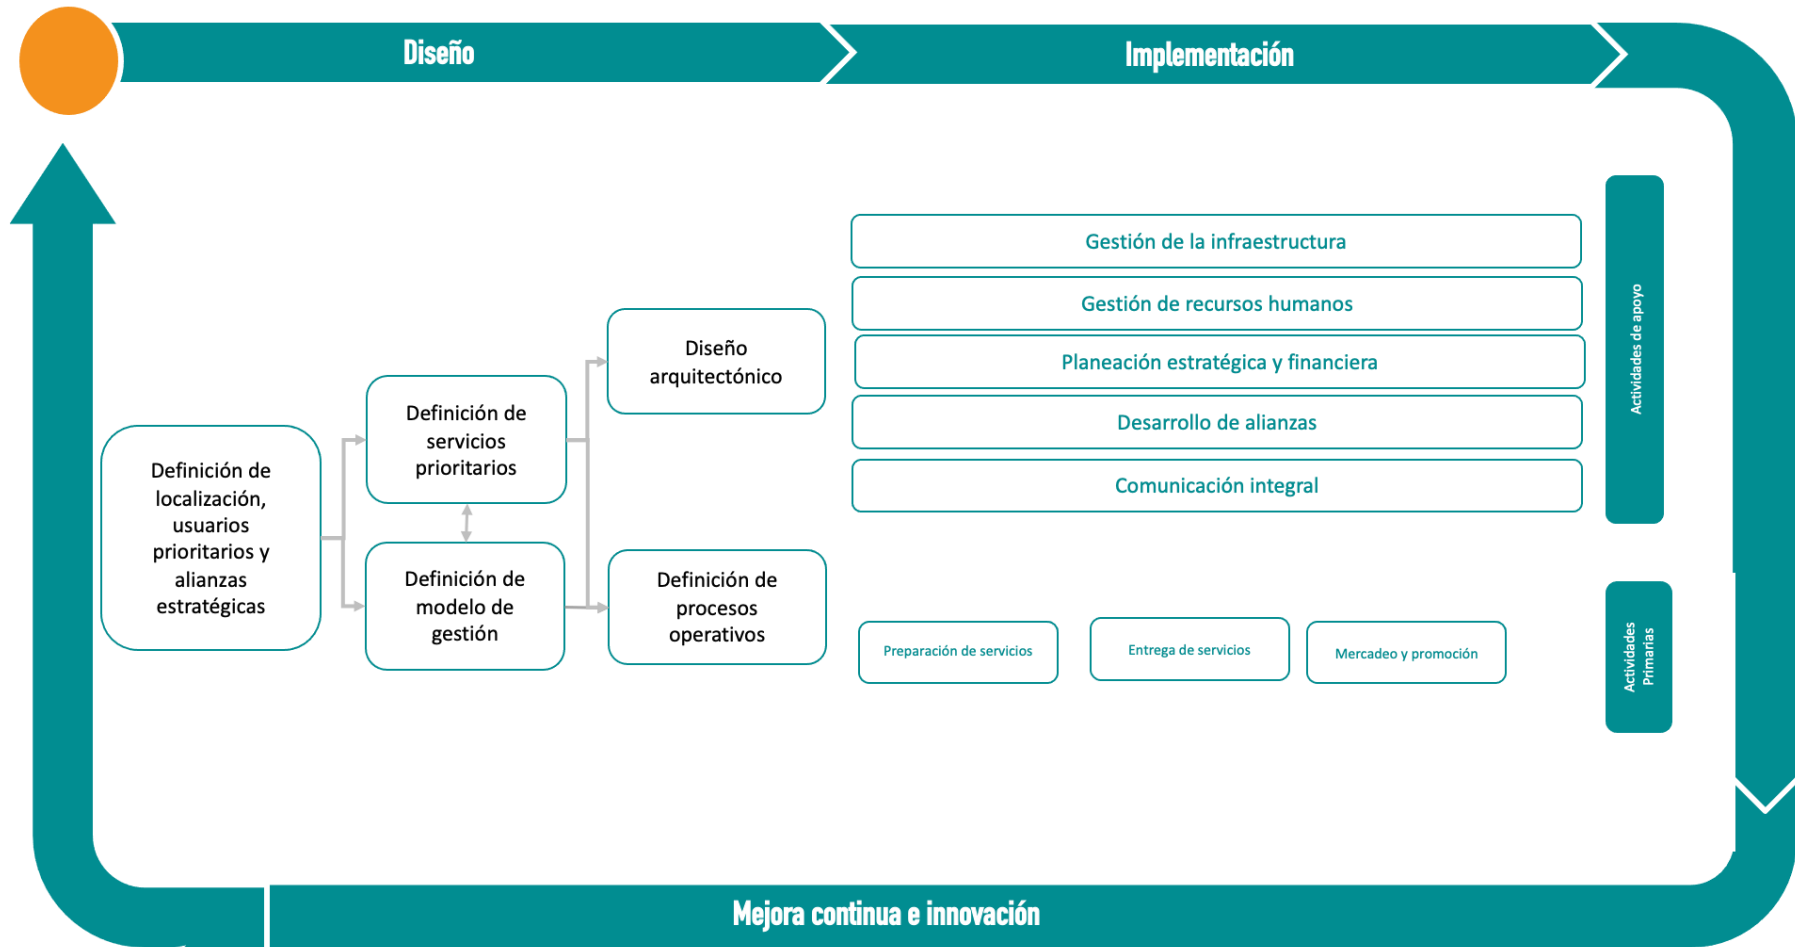 Diseño
Implementación
Definición de
localización,
usuarios
prioritarios y
alianzas
estratégicas
Definición de
servicios
prioritarios
Definición de
modelo de
gestión
Diseño
arquitectónico
Definición de
procesos
operativos
Gestión de la infraestructura
Gestión de recursos humanos
Planeación estratégica y financiera
Desarrollo de alianzas
Comunicación integral
Actividades de apoyo
Preparación de servicios
Entrega de servicios
Mercadeo y promoción
Actividades
Primarias
Mejora continua e innovación